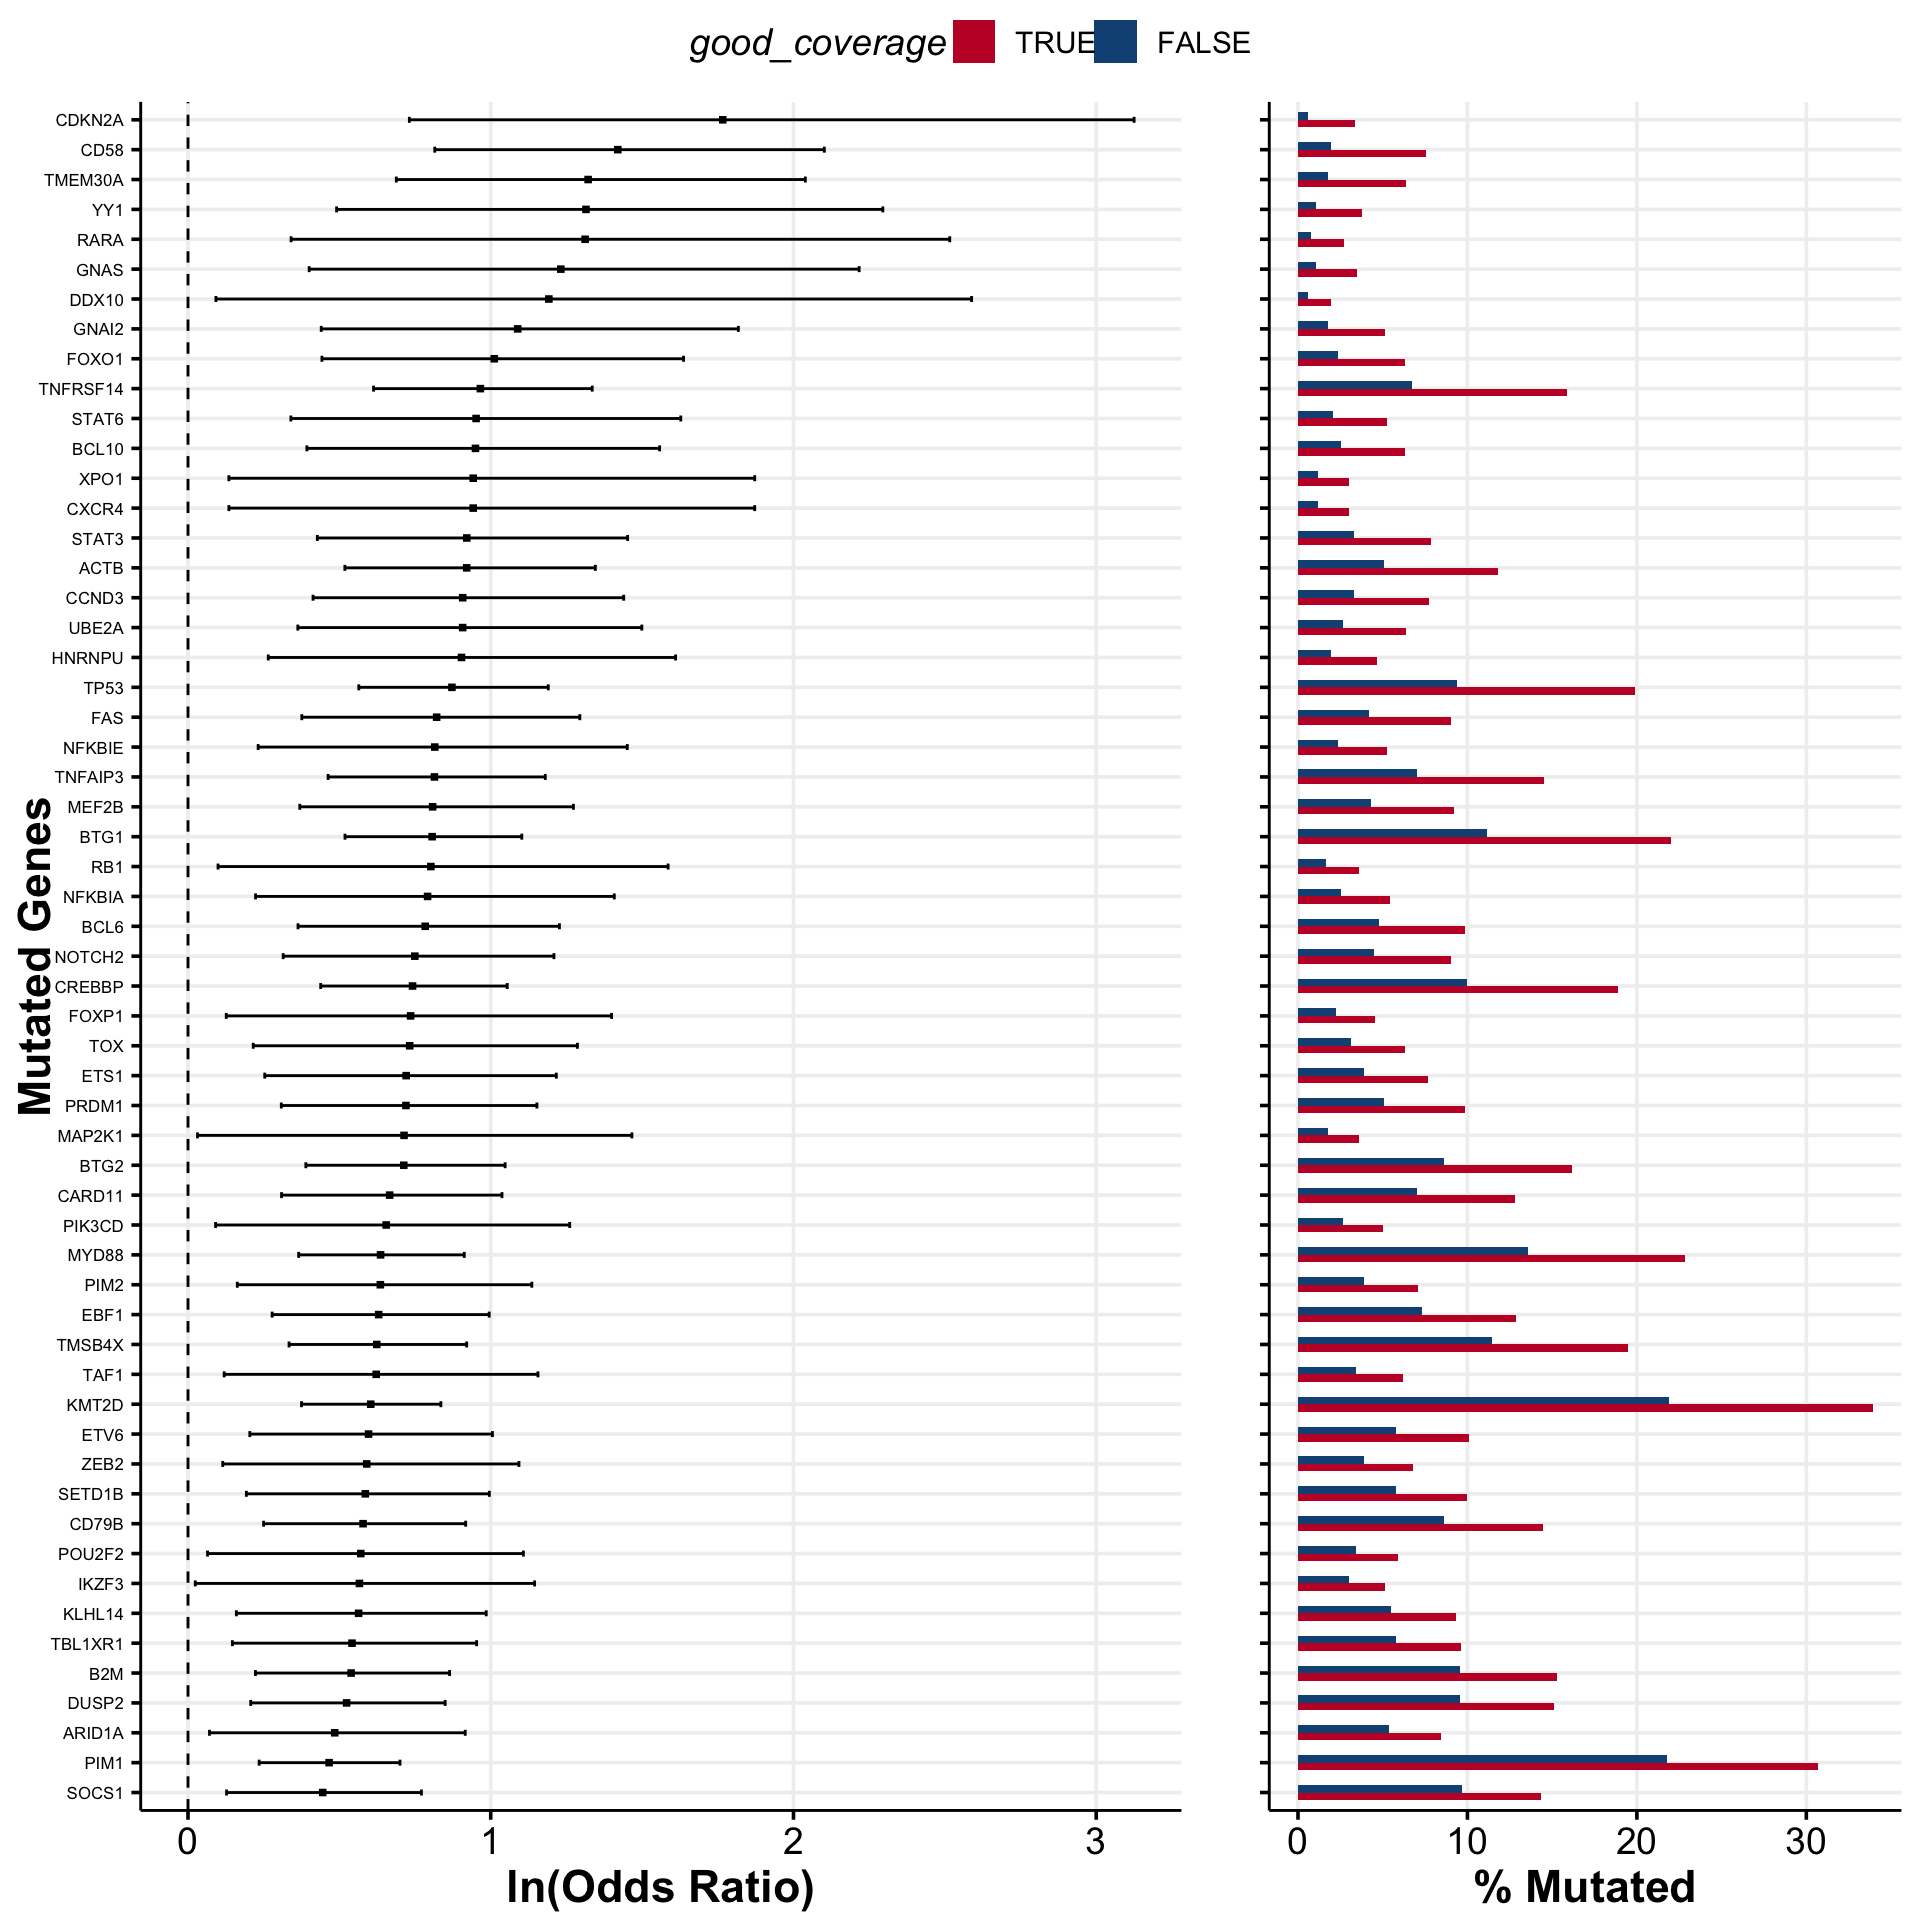 good_coverage TRUE FALSE
CDKN2A
CD58
TMEM30A
YY1
RARA
GNAS
DDX10
GNAI2
FOXO1
TNFRSF14
STAT6
BCL10
XPO1
CXCR4
STAT3
ACTB
CCND3
UBE2A
HNRNPU
TP53
FAS
NFKBIE
TNFAIP3
MEF2B
BTG1
RB1
NFKBIA
BCL6
NOTCH2
CREBBP
FOXP1
TOX
ETS1
PRDM1
MAP2K1
BTG2
CARD11
PIK3CD
MYD88
PIM2
EBF1
TMSB4X
TAF1
KMT2D
ETV6
ZEB2
SETD1B
CD79B
POU2F2
IKZF3
KLHL14
TBL1XR1
B2M
DUSP2
ARID1A
PIM1
SOCS1
Mutated Genes
0 1 2 3
ln(Odds Ratio)
0 10 20 30
% Mutated